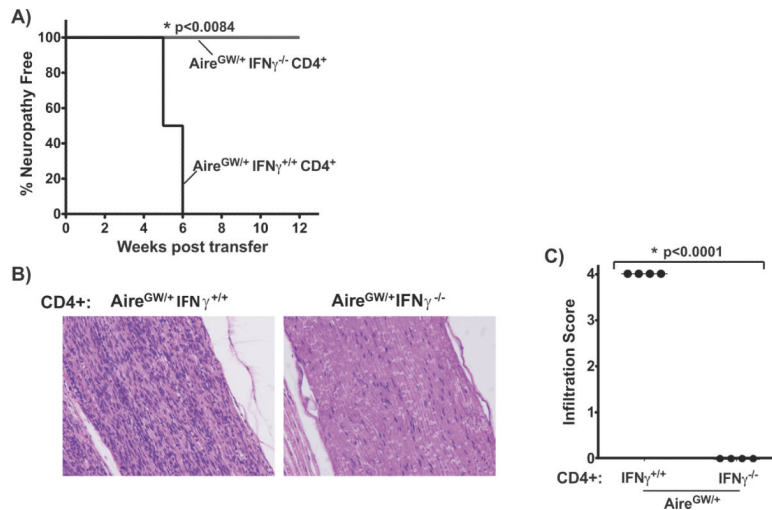 A)
* p<0.0084
100
80
60
40
20
0
% Neuropathy Free
Aire^GW/+ IFNγ^-/- CD4^+
Aire^GW/+ IFNγ^+/+ CD4^+
0 2 4 6 8 10 12
Weeks post transfer
B)
CD4+: Aire^GW/+ IFNγ^+/+ Aire^GW/+IFNγ^-/-
C)
* p<0.0001
4
3
2
0
Infiltration Score
CD4+: IFNγ^+/+ IFNγ^-/-
Aire^GW/+